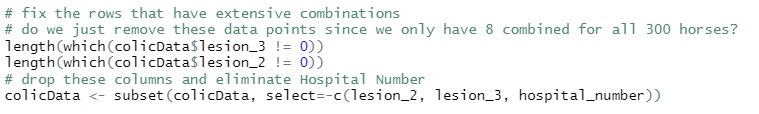 # fix the rows that have extensive combinations
# do we just remove these data points since we only have 8 combined for all 300 horses?
length(which(colicData$lesion_3 != 0))
length(which(colicData$lesion_2 != 0))
# drop these columns and eliminate Hospital Number
colicData <- subset(colicData, select=-c(lesion_2, lesion_3, hospital_number))